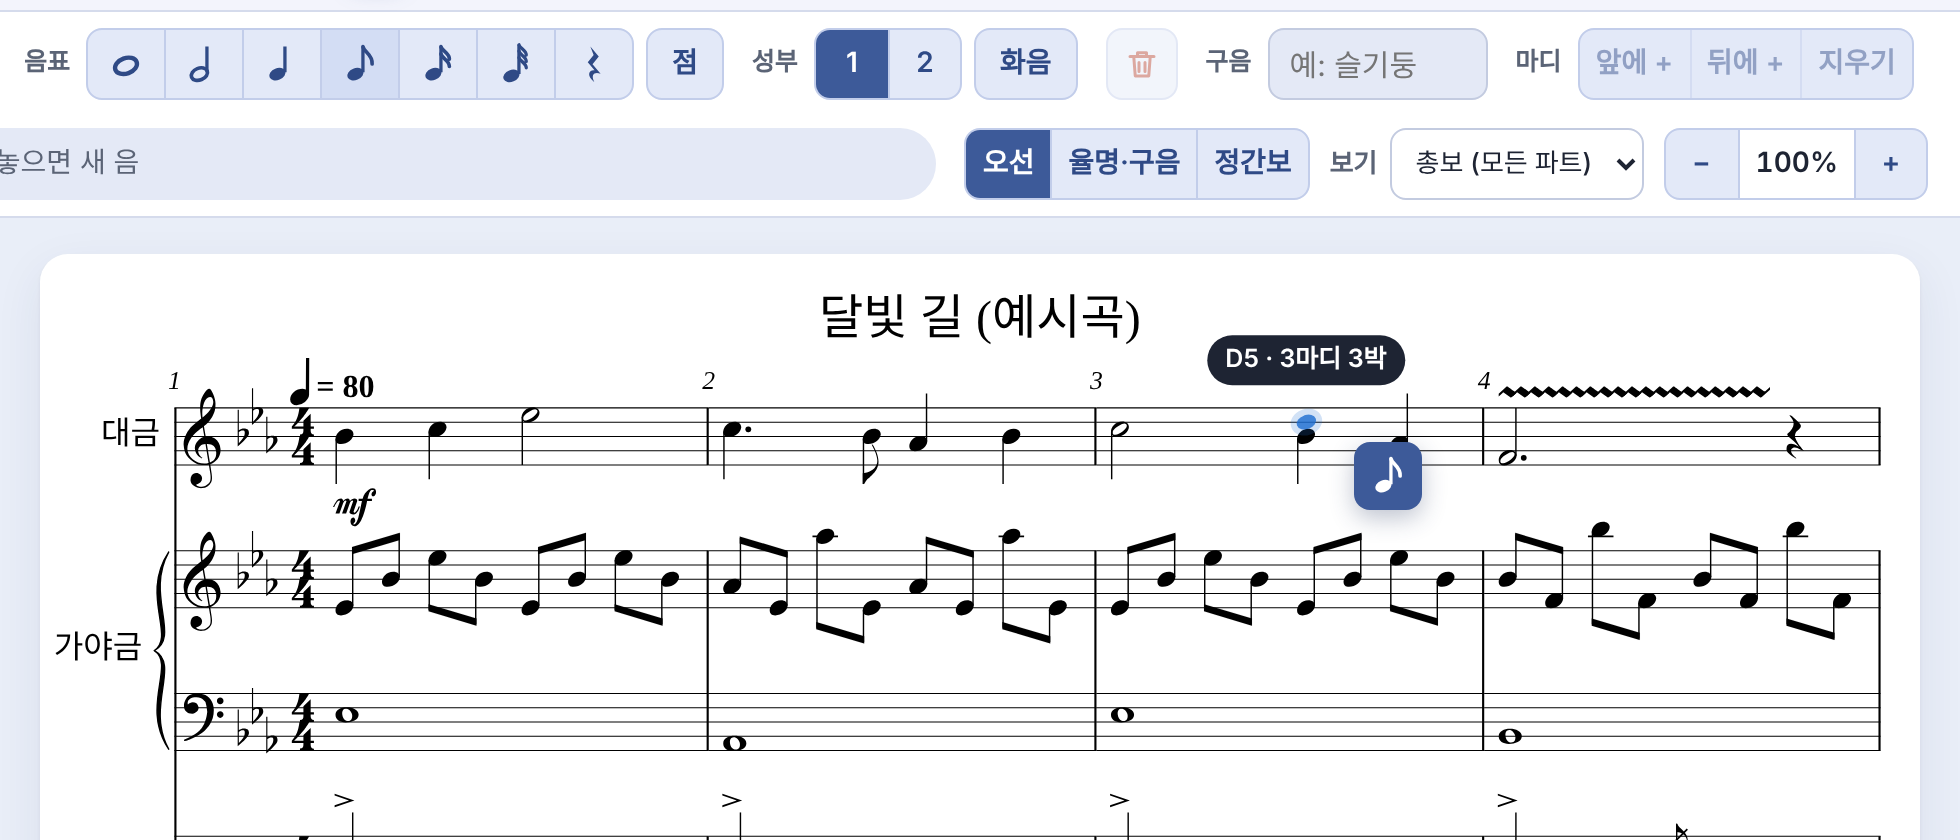 음표 점 성부 1 2 화음 구음 예: 슬기둥 마디 앞에 + 뒤에 + 지우기
놓으면 새 음 오선 율명·구음 정간보 보기 총보 (모든 파트) − 100% +
달빛 길 (예시곡)
D5 · 3마디 3박
1 = 80 2 3 4
대금 4/4
mf
가야금